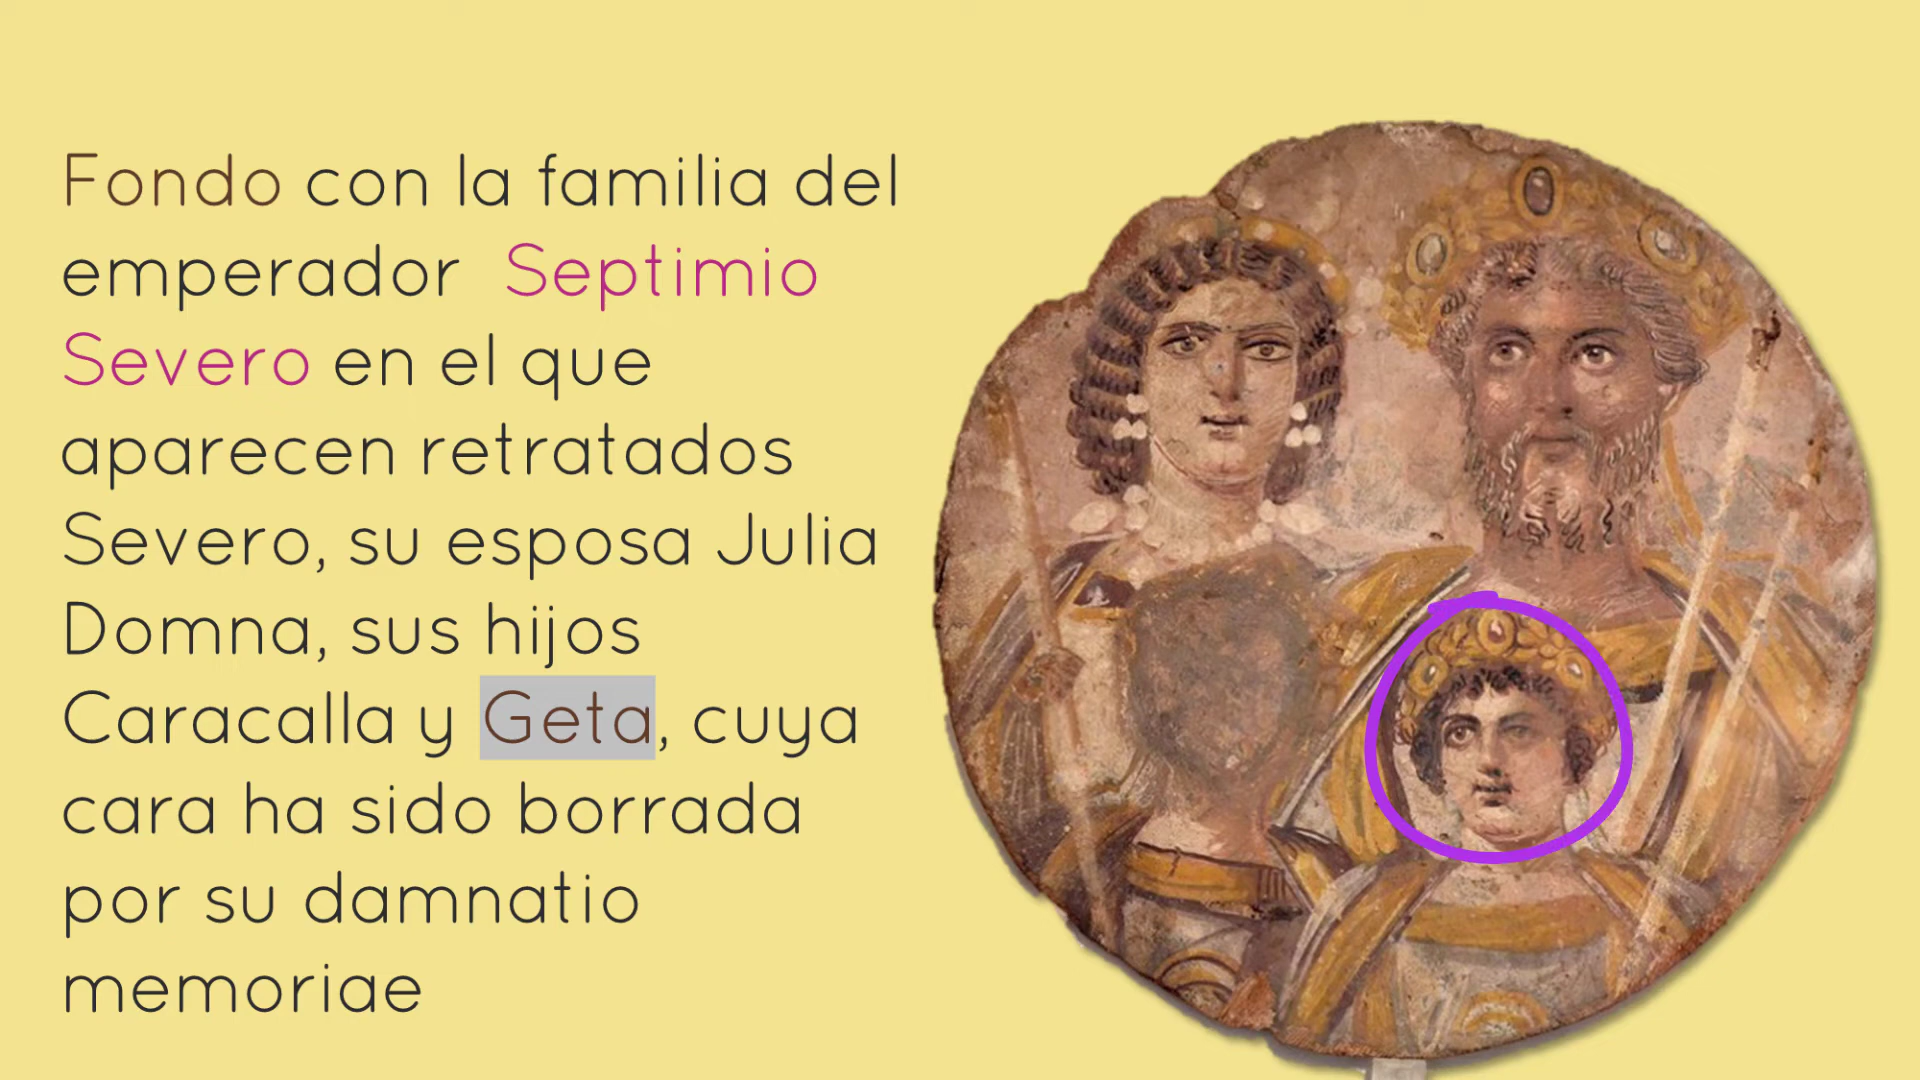 Fondo con la familia del
emperador Septimio
Severo en el que
aparecen retratados
Severo, su esposa Julia
Domna, sus hijos
Caracalla y Geta, cuya
cara ha sido borrada
por su damnatio
memoriae